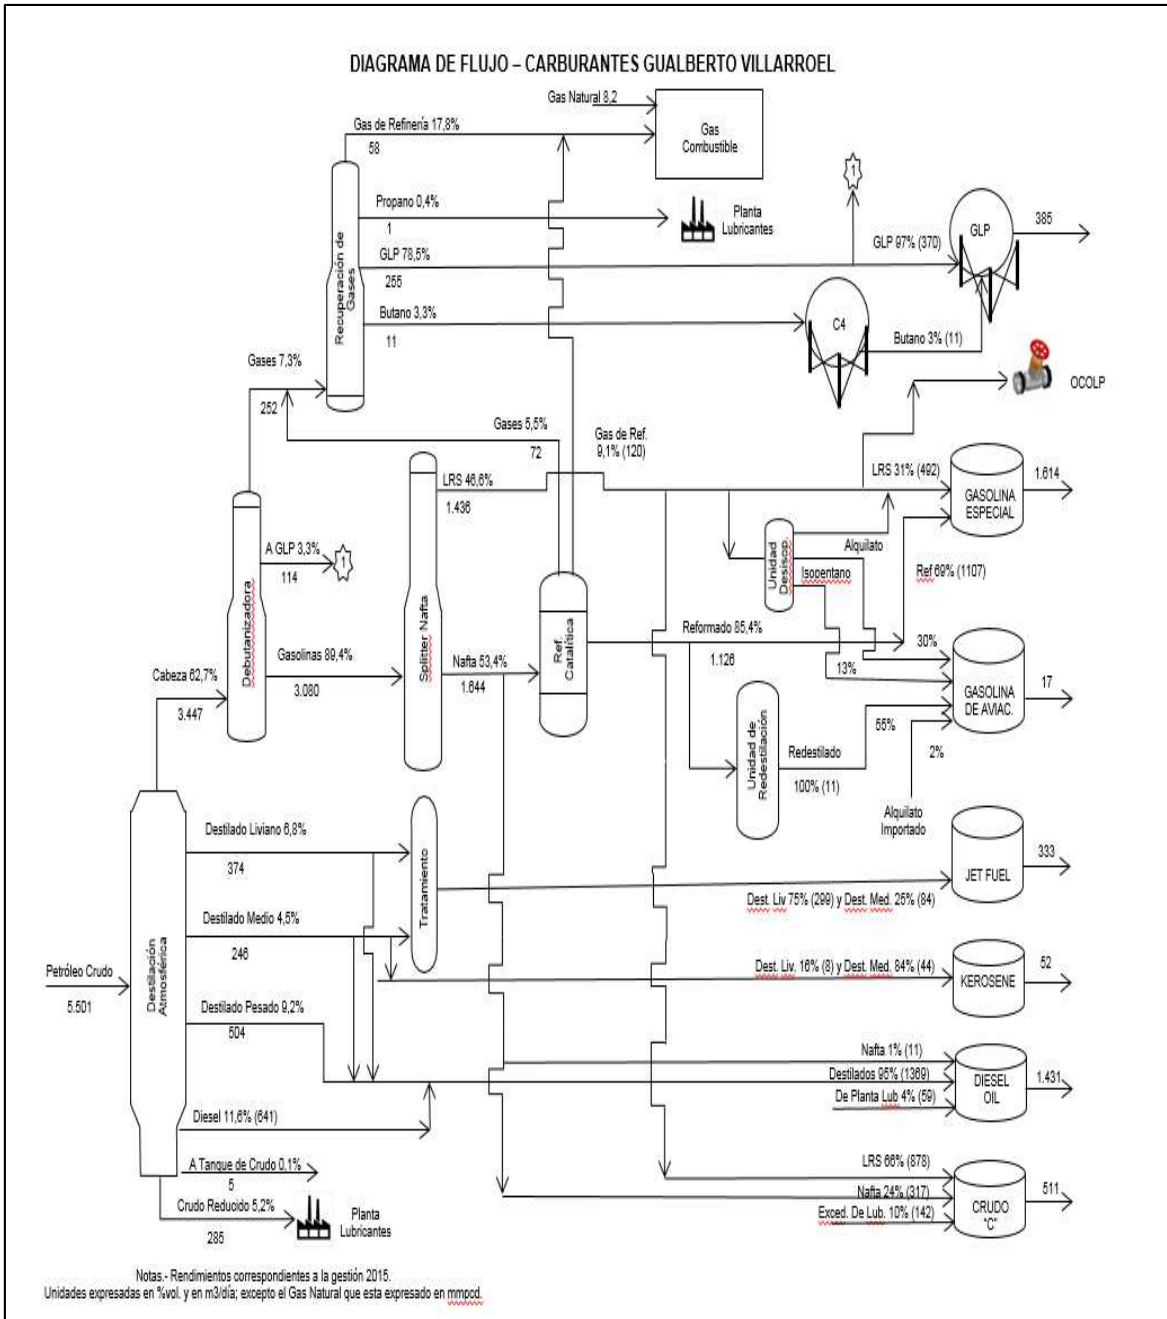 DIAGRAMA DE FLUJO – CARBURANTES GUALBERTO VILLARROEL
Gas Natural 8,2
Gas de Refinería 17,8%
58
Gas
Combustible
1
Propano 0,4%
1
Planta
Lubricantes
GLP
385
GLP 97% (370)
GLP 78,5%
255
Recuperación de
Gases
Butano 3,3%
11
C4
Butano 3% (11)
Gases 7,3%
252
OCOLP
Gases 5,5%
72
Gas de Ref.
9,1% (120)
LRS 46,6%
1.436
LRS 31% (492)
GASOLINA
ESPECIAL
1.614
Debutanizadora
A GLP 3,3%
114
1
Splitter Nafta
Unidad
Desisop.
Alquilato
Isopentano
Ref 69% (1107)
Ref.
Catalítica
Reformado 85,4%
1.126
30%
13%
Gasolinas 89,4%
3.080
Nafta 53,4%
1.644
Cabeza 62,7%
3.447
GASOLINA
DE AVIAC.
17
55%
2%
Unidad de
Redestilación
Redestilado
100% (11)
Alquilato
Importado
Destilado Liviano 6,8%
374
Tratamiento
JET FUEL
333
Dest. Liv 75% (299) y Dest. Med. 25% (84)
Destilado Medio 4,5%
246
Destilación
Atmosférica
Petróleo Crudo
5.501
Dest. Liv. 16% (8) y Dest. Med. 84% (44)
KEROSENE
52
Destilado Pesado 9,2%
504
Nafta 1% (11)
Destilados 95% (1369)
De Planta Lub 4% (59)
DIESEL
OIL
1.431
Diesel 11,6% (641)
A Tanque de Crudo 0,1%
5
LRS 66% (878)
Nafta 24% (317)
Exced. De Lub. 10% (142)
CRUDO
"C"
511
Crudo Reducido 5,2%
285
Planta
Lubricantes
Notas.- Rendimientos correspondientes a la gestión 2015.
Unidades expresadas en %vol. y en m3/día; excepto el Gas Natural que esta expresado en mmpcd.